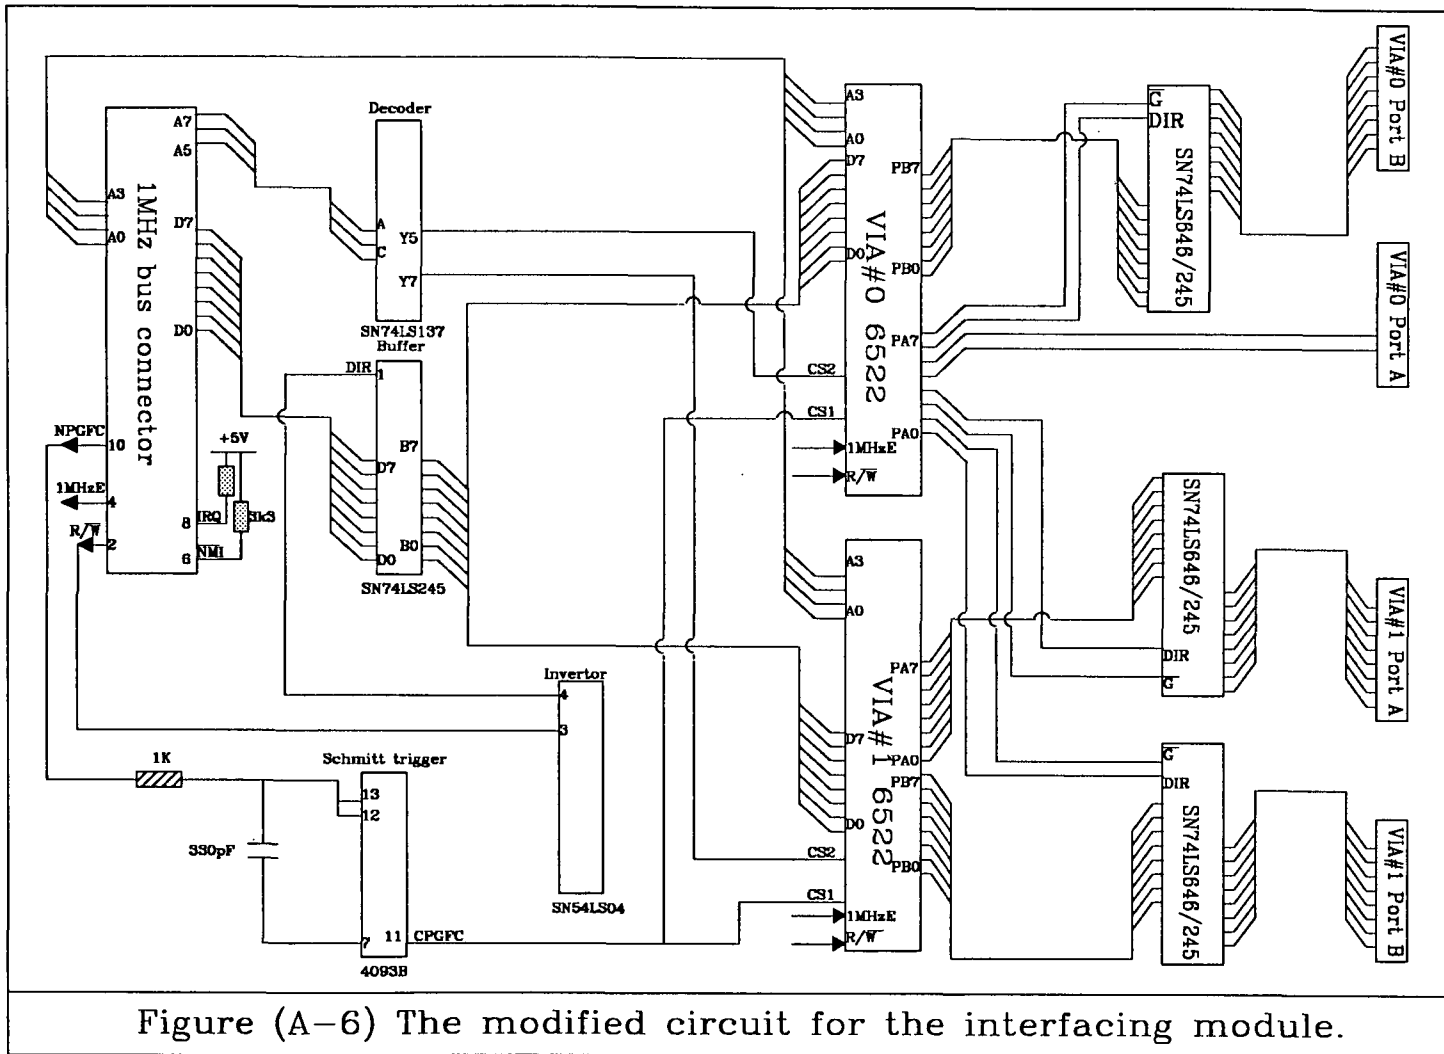 Decoder
A7
A5
A3
A0
D7
D0
1MHz bus connector
NPGFC
10
1MHzE
4
R/W̅
2
+5V
8
IRQ
3k3
6
N̅M̅I̅
A
C
Y5
Y7
SN74LS137
Buffer
DIR
1
B7
D7
B0
D0
SN74LS245
Invertor
4
3
SN54LS04
1K
330pF
Schmitt trigger
13
12
7
11
CPGFC
4093B
A3
A0
D7
D0
PB7
PB0
PA7
PA0
CS2
CS1
1MHzE
R/W̅
VIA#0 6522
A3
A0
PA7
PA0
D7
D0
PB7
PB0
CS2
CS1
1MHzE
R/W̅
VIA#1 6522
G̅
DIR
SN74LS646/245
VIA#0 Port B
VIA#0 Port A
SN74LS646/245
DIR
G̅
VIA#1 Port A
G̅
DIR
SN74LS646/245
VIA#1 Port B
Figure (A-6) The modified circuit for the interfacing module.